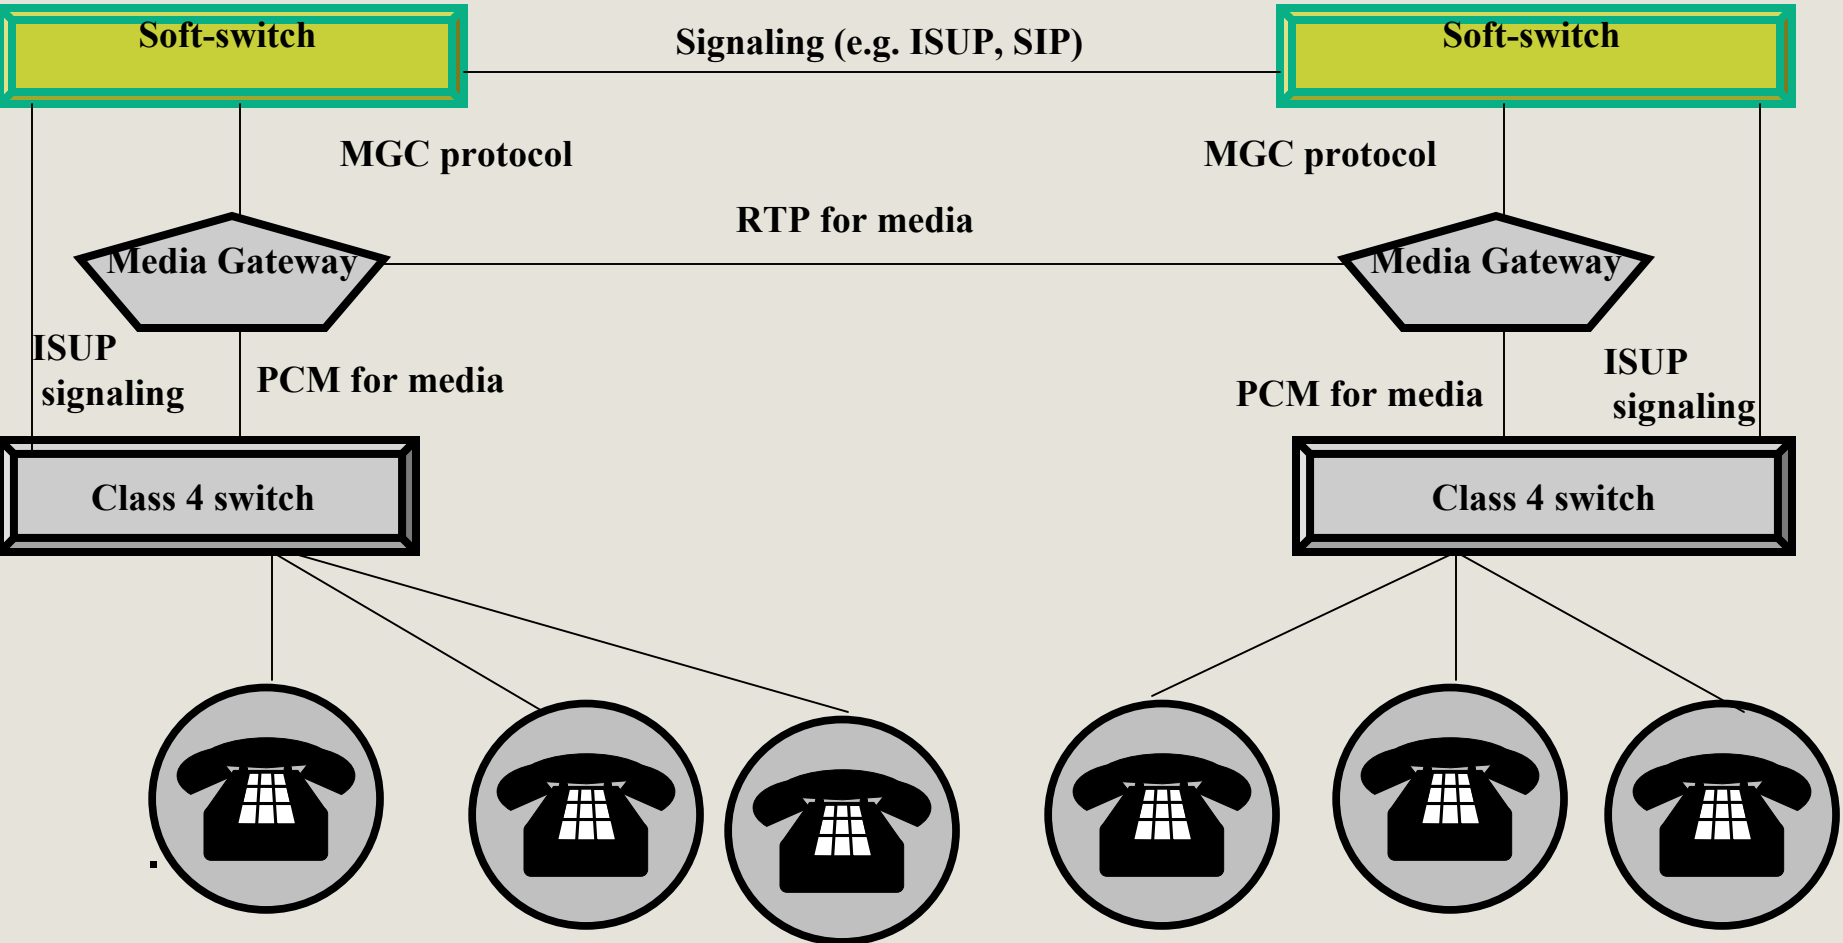 Soft-switch
Signaling (e.g. ISUP, SIP)
Soft-switch
MGC protocol
MGC protocol
RTP for media
Media Gateway
Media Gateway
ISUP
signaling
PCM for media
PCM for media
ISUP
signaling
Class 4 switch
Class 4 switch